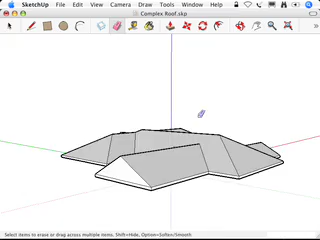 SketchUp File Edit View Camera Draw Tools Window Help
Complex Roof.skp
Select items to erase or drag across multiple items. Shift=Hide, Option=Soften/Smooth